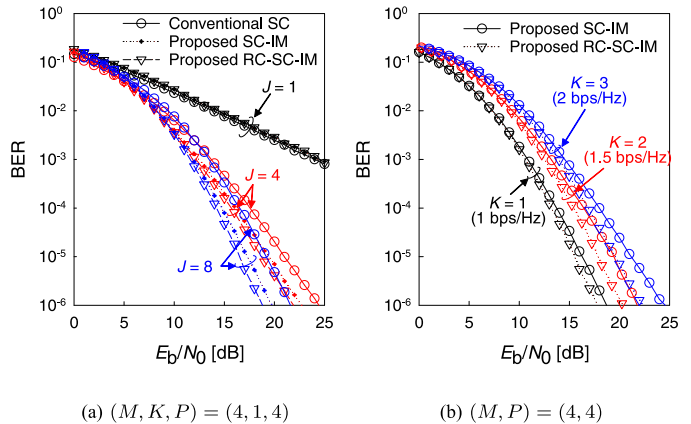 Conventional SC
Proposed SC-IM
Proposed RC-SC-IM
BER
10^0
10^-1
10^-2
10^-3
10^-4
10^-5
10^-6
J = 1
J = 4
J = 8
0 5 10 15 20 25
E_b/N_0 [dB]
(a) (M, K, P) = (4, 1, 4)
Proposed SC-IM
Proposed RC-SC-IM
BER
10^0
10^-1
10^-2
10^-3
10^-4
10^-5
10^-6
K = 3
(2 bps/Hz)
K = 2
(1.5 bps/Hz)
K = 1
(1 bps/Hz)
0 5 10 15 20 25
E_b/N_0 [dB]
(b) (M, P) = (4, 4)